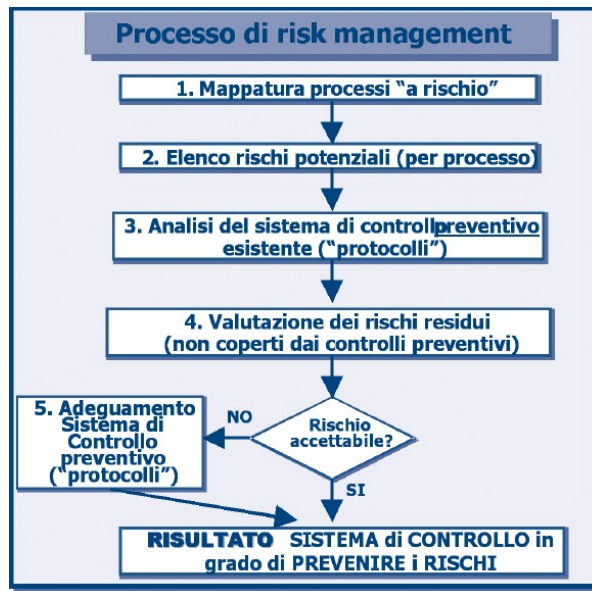 Processo di risk management
1. Mappatura processi “a rischio”
2. Elenco rischi potenziali (per processo)
3. Analisi del sistema di controllo preventivo
esistente (“protocolli”)
4. Valutazione dei rischi residui
(non coperti dai controlli preventivi)
5. Adeguamento
Sistema di
Controllo
preventivo
(“protocolli”)
NO
Rischio
accettabile?
SI
RISULTATO SISTEMA di CONTROLLO in
grado di PREVENIRE i RISCHI